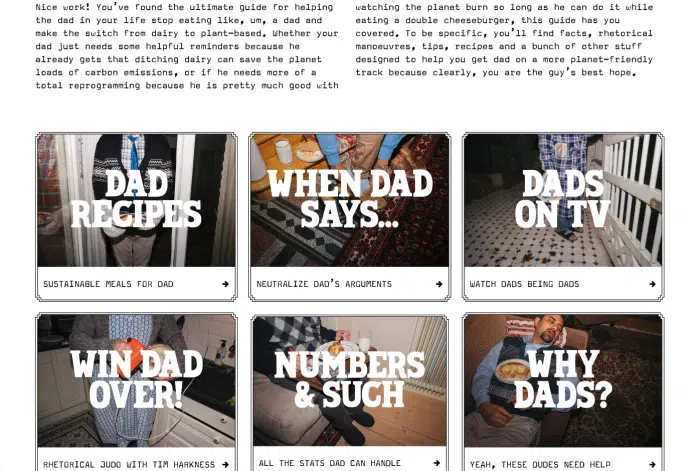 Nice work! You've found the ultimate guide for helping
the dad in your life stop eating like, um, a dad and
make the switch from dairy to plant-based. Whether your
dad just needs some helpful reminders because he
already gets that ditching dairy can save the planet
loads of carbon emissions, or if he needs more of a
total reprogramming because he is pretty much good with
watching the planet burn so long as he can do it while
eating a double cheeseburger, this guide has you
covered. To be specific, you'll find facts, rhetorical
manoeuvres, tips, recipes and a bunch of other stuff
designed to help you get dad on a more planet-friendly
track because clearly, you are the guy's best hope.
DAD
RECIPES
SUSTAINABLE MEALS FOR DAD
WHEN DAD
SAYS...
NEUTRALIZE DAD'S ARGUMENTS
DADS
ON TV
WATCH DADS BEING DADS
WIN DAD
OVER!
RHETORICAL JUDO WITH TIM HARKNESS
NUMBERS
& SUCH
ALL THE STATS DAD CAN HANDLE
WHY
DADS?
YEAH, THESE DUDES NEED HELP